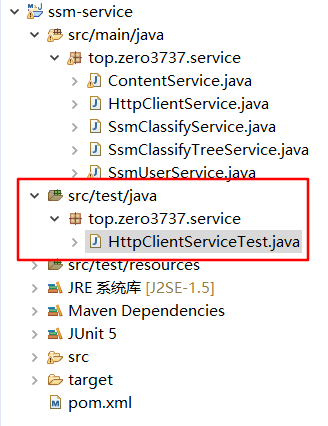 ssm-service
src/main/java
top.zero3737.service
ContentService.java
HttpClientService.java
SsmClassifyService.java
SsmClassifyTreeService.java
SsmUserService.java
src/test/java
top.zero3737.service
HttpClientServiceTest.java
src/test/resources
JRE 系统库 [J2SE-1.5]
Maven Dependencies
JUnit 5
src
target
pom.xml